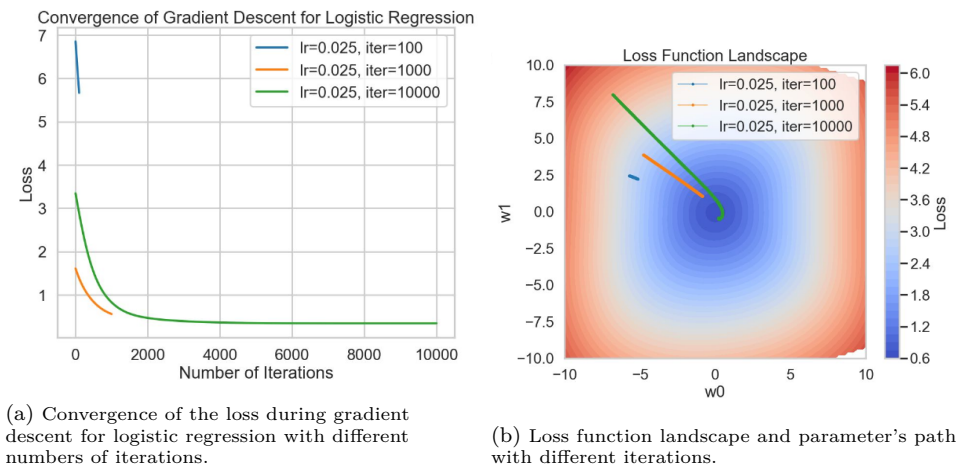 Convergence of Gradient Descent for Logistic Regression
7
6
5
4
3
2
1
Loss
lr=0.025, iter=100
lr=0.025, iter=1000
lr=0.025, iter=10000
0 2000 4000 6000 8000 10000
Number of Iterations
(a) Convergence of the loss during gradient
descent for logistic regression with different
numbers of iterations.
Loss Function Landscape
10.0
7.5
5.0
2.5
0.0
−2.5
−5.0
−7.5
−10.0
w1
lr=0.025, iter=100
lr=0.025, iter=1000
lr=0.025, iter=10000
−10 −5 0 5 10
w0
6.0
5.4
4.8
4.2
3.6
3.0
2.4
1.8
1.2
0.6
Loss
(b) Loss function landscape and parameter's path
with different iterations.